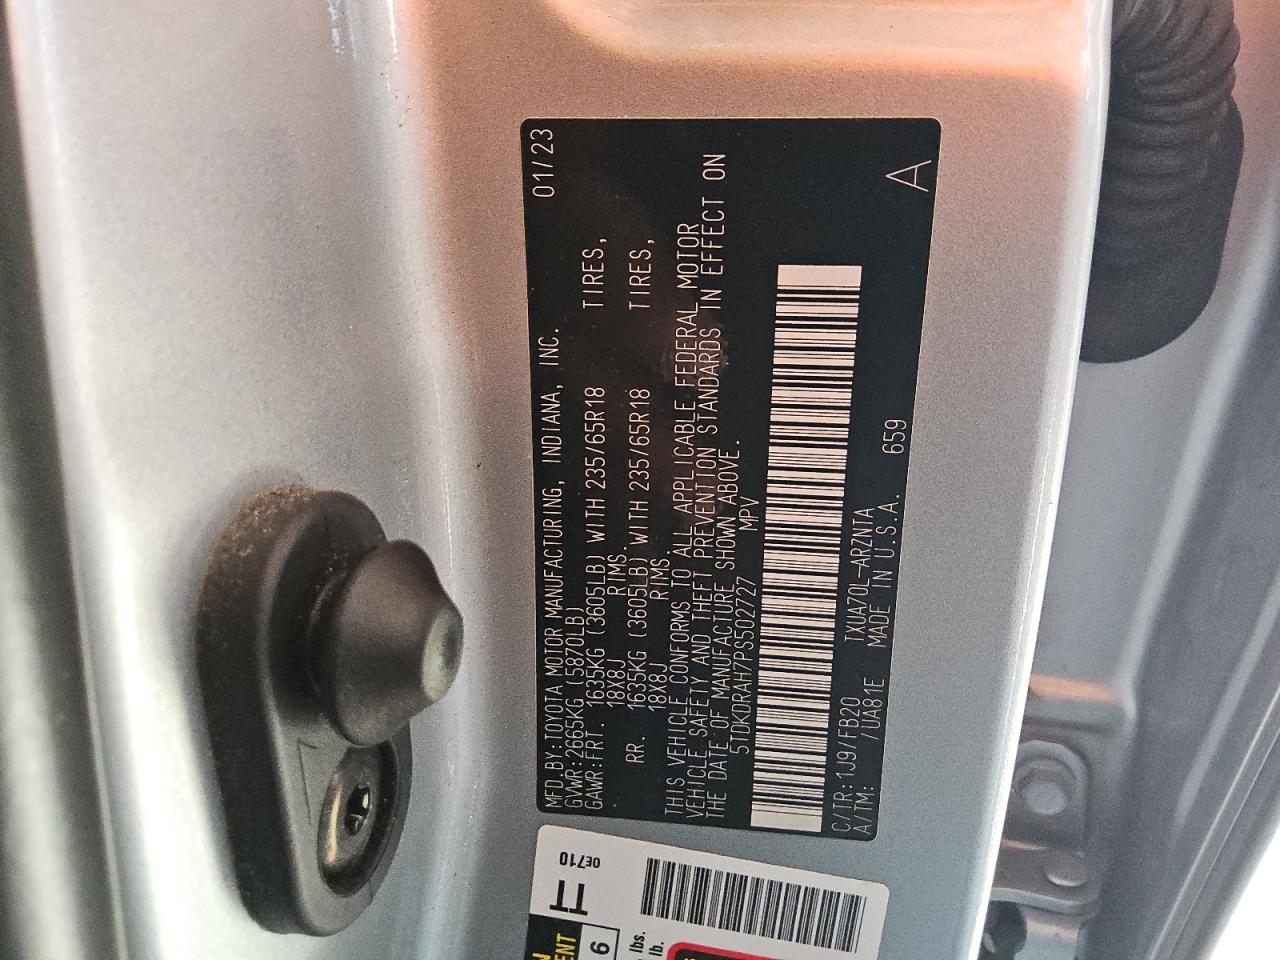 MFD.BY:TOYOTA MOTOR MANUFACTURING, INDIANA, INC. 01/23
GVWR:2665KG (5870LB)
GAWR:FRT. 1635KG (3605LB) WITH 235/65R18 TIRES,
18X8J RIMS.
RR. 1635KG (3605LB) WITH 235/65R18 TIRES,
18X8J RIMS.
THIS VEHICLE CONFORMS TO ALL APPLICABLE FEDERAL MOTOR
VEHICLE SAFETY AND THEFT PREVENTION STANDARDS IN EFFECT ON
THE DATE OF MANUFACTURE SHOWN ABOVE.
5TDKDRAH7PS502727 MPV
C/TR:1J9/FB20 TXUA70L-ARZNTA A
A/TM: /UA81E MADE IN U.S.A. 659
0E710
TT
6
lbs.
lb.